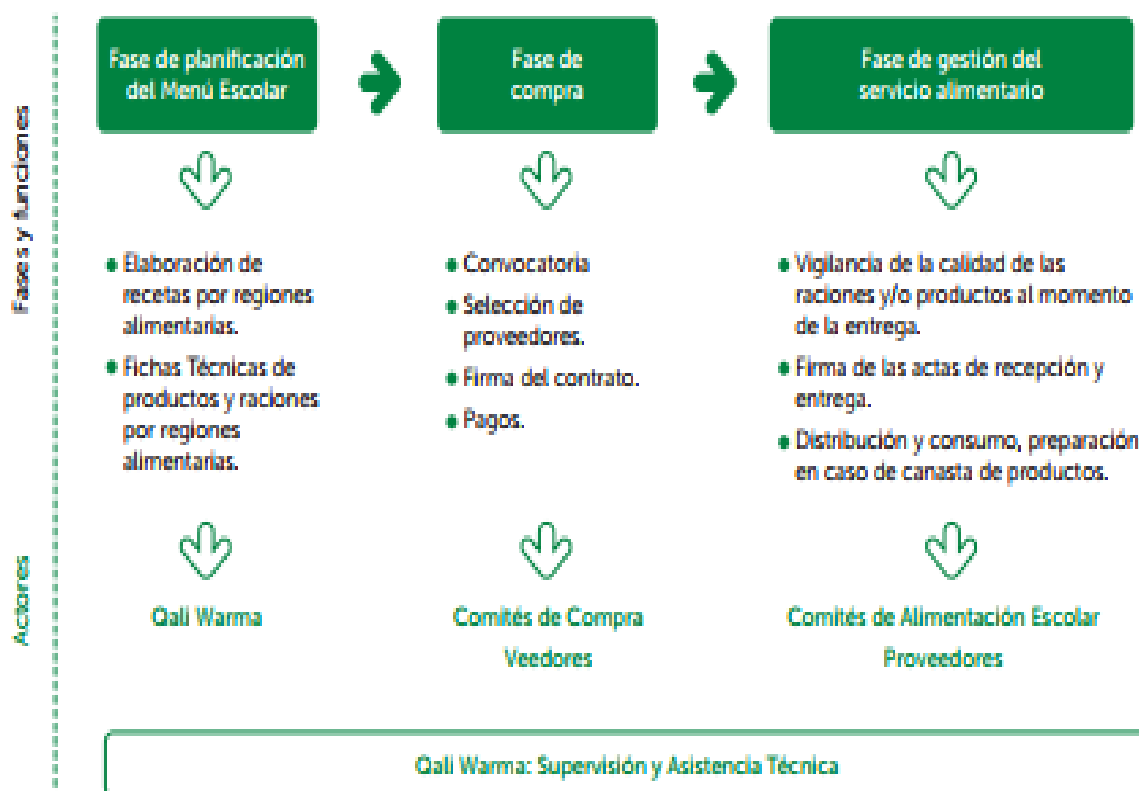 Fases y funciones
Fase de planificación
del Menú Escolar
Fase de
compra
Fase de gestión del
servicio alimentario
Elaboración de
recetas por regiones
alimentarias.
Fichas Técnicas de
productos y raciones
por regiones
alimentarias.
Convocatoria
Selección de
proveedores.
Firma del contrato.
Pagos.
Vigilancia de la calidad de las
raciones y/o productos al momento
de la entrega.
Firma de las actas de recepción y
entrega.
Distribución y consumo, preparación
en caso de canasta de productos.
Actores
Qali Warma
Comités de Compra
Veedores
Comités de Alimentación Escolar
Proveedores
Qali Warma: Supervisión y Asistencia Técnica